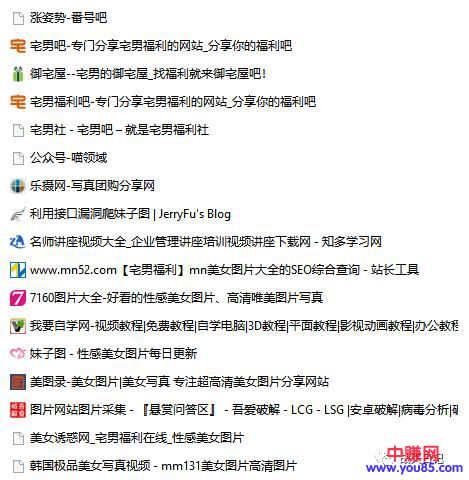 涨姿势-番号吧
宅男吧-专门分享宅男福利的网站_分享你的福利吧
御宅屋--宅男的御宅屋_找福利就来御宅屋吧!
宅男福利吧-专门分享宅男福利的网站_分享你的福利吧
宅男社 - 宅男吧 – 就是宅男福利社
公众号-喵领域
乐摄网-写真团购分享网
利用接口漏洞爬妹子图 | JerryFu's Blog
名师讲座视频大全_企业管理讲座培训视频讲座下载网 - 知多学习网
www.mn52.com【宅男福利】mn美女图片大全的SEO综合查询 - 站长工具
7160图片大全-好看的性感美女图片、高清唯美图片写真
我要自学网-视频教程|免费教程|自学电脑|3D教程|平面教程|影视动画教程|办公教程
妹子图 - 性感美女图片每日更新
美图录-美女图片|美女写真 专注超高清美女图片分享网站
图片网站图片采集 - 『悬赏问答区』 - 吾爱破解 - LCG - LSG |安卓破解|病毒分析|破
美女诱惑网_宅男福利在线_性感美女图片
韩国极品美女写真视频 - mm131美女图片高清图片
中赚网
www.you85.com